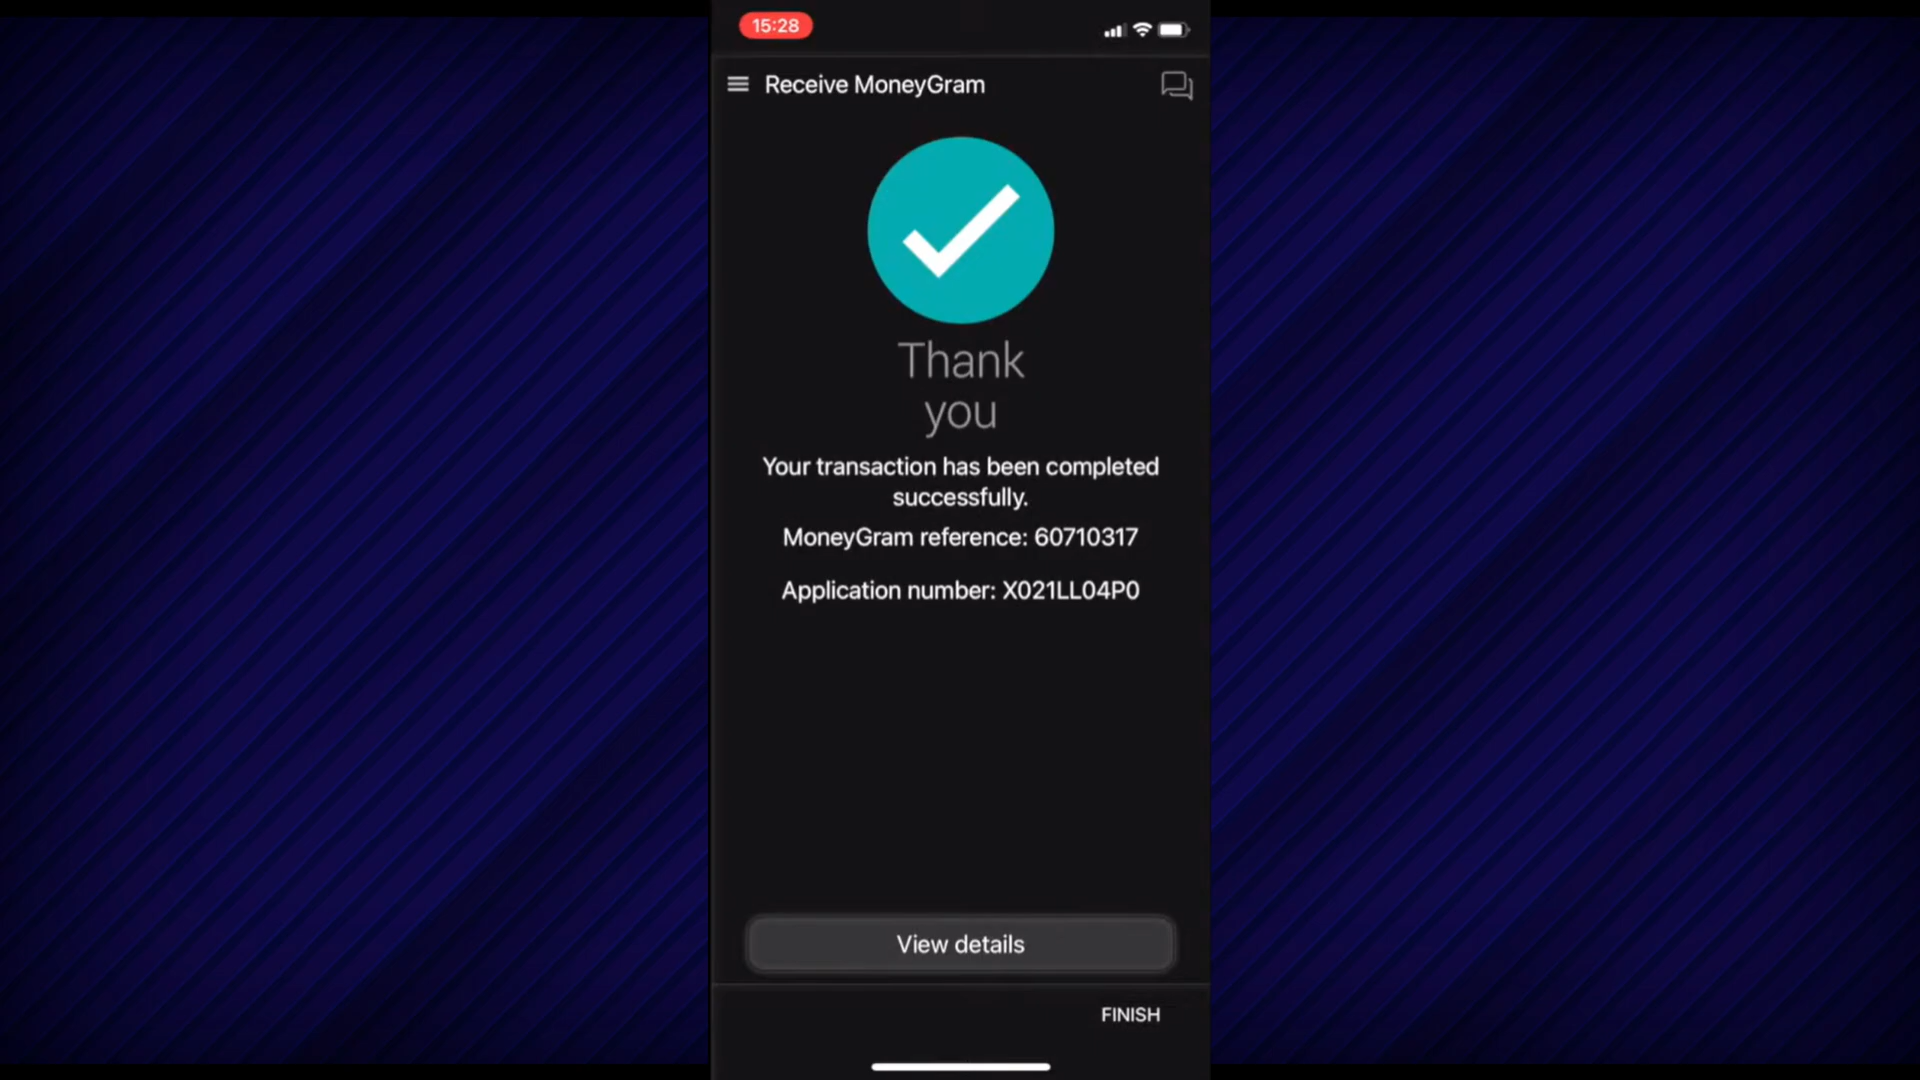 15:28
Receive MoneyGram
Thank
you
Your transaction has been completed
successfully.
MoneyGram reference: 60710317
Application number: X021LL04P0
View details
FINISH